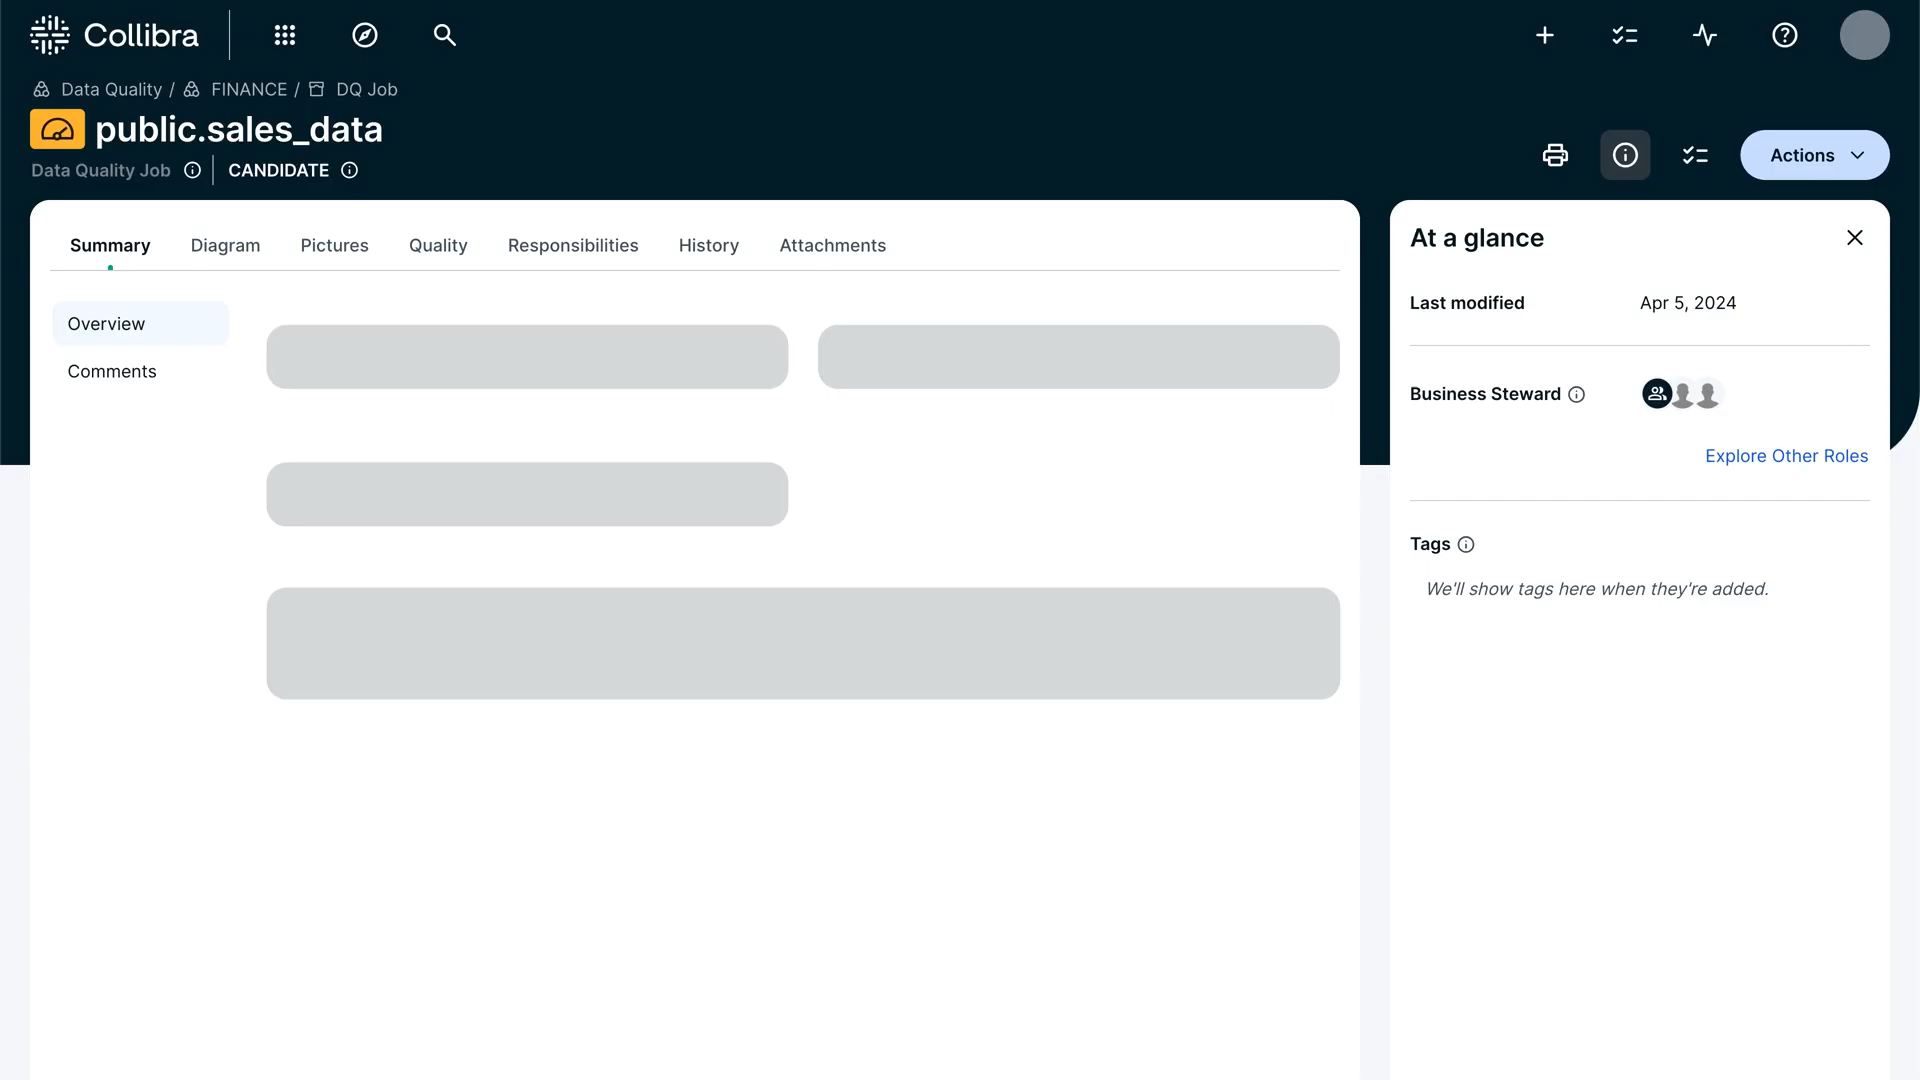 Collibra
Data Quality / FINANCE / DQ Job
public.sales_data
Data Quality Job CANDIDATE
Actions
Summary Diagram Pictures Quality Responsibilities History Attachments
Overview
Comments
At a glance
Last modified Apr 5, 2024
Business Steward
Explore Other Roles
Tags
We'll show tags here when they're added.